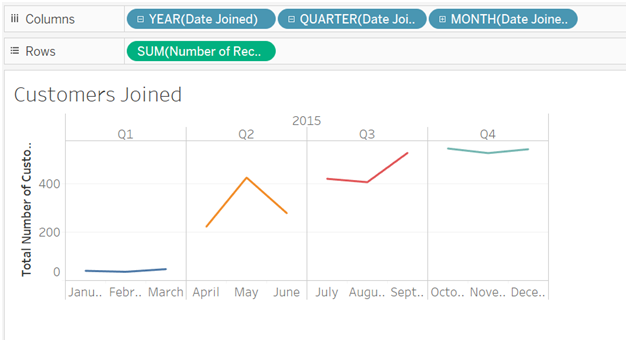 Columns
YEAR(Date Joined)
QUARTER(Date Joi..
MONTH(Date Joine..
Rows
SUM(Number of Rec..
Customers Joined
2015
Q1 Q2 Q3 Q4
Total Number of Custo..
400
200
0
Janu.. Febr.. March April May June July Augu.. Sept.. Octo.. Nove.. Dece..